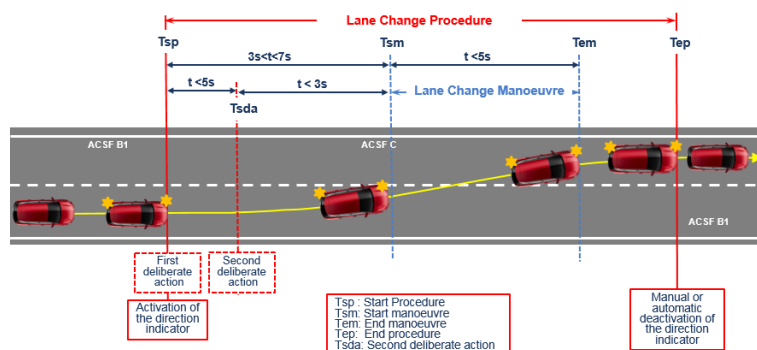 Lane Change Procedure
Tsp
Tsm
Tem
Tep
3s<t<7s
t <5s
t <5s
t < 3s
Lane Change Manoeuvre
Tsda
ACSF B1
ACSF C
ACSF B1
First
deliberate
action
Second
deliberate
action
Activation of
the direction
indicator
Tsp : Start Procedure
Tsm: Start manoeuvre
Tem: End manoeuvre
Tep:  End procedure
Tsda: Second deliberate action
Manual or
automatic
deactivation of
the direction
indicator